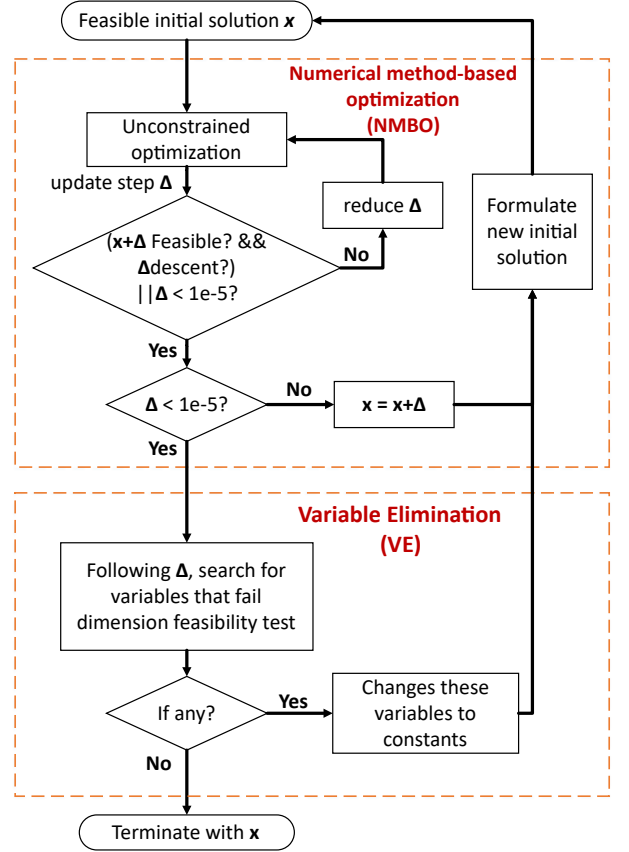 Feasible initial solution x
Numerical method-based
optimization
(NMBO)
Unconstrained
optimization
update step Δ
reduce Δ
Formulate
new initial
solution
(x+Δ Feasible? &&
Δdescent?)
||Δ < 1e-5?
No
Yes
Δ < 1e-5?
No
x = x+Δ
Yes
Variable Elimination
(VE)
Following Δ, search for
variables that fail
dimension feasibility test
If any?
Yes
Changes these
variables to
constants
No
Terminate with x